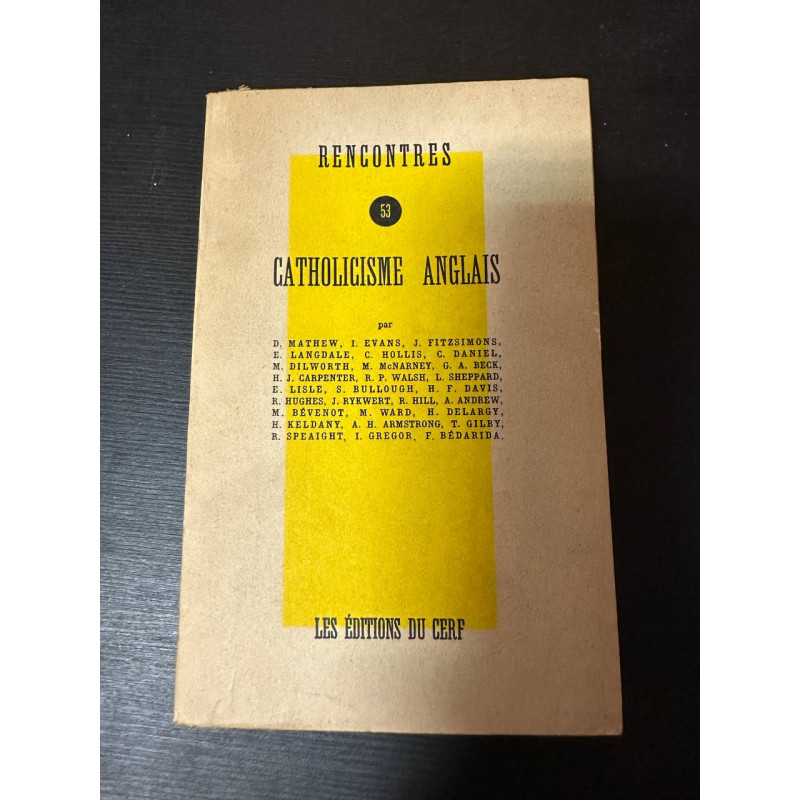 RENCONTRES
53
CATHOLICISME ANGLAIS
par
D. MATHEW, I. EVANS, J. FITZSIMONS,
E. LANGDALE, C. HOLLIS, C. DANIEL,
M. DILWORTH, M. McNARNEY, G. A. BECK,
H. J. CARPENTER, R. P. WALSH, L. SHEPPARD,
E. LISLE, S. BULLOUGH, H. F. DAVIS,
R. HUGHES, J. RYKWERT, R. HILL, A. ANDREW,
M. BÉVENOT, M. WARD, H. DELARGY,
H. KELDANY, A. H. ARMSTRONG, T. GILBY,
R. SPEAIGHT, I. GREGOR, F. BÉDARIDA.
LES ÉDITIONS DU CERF